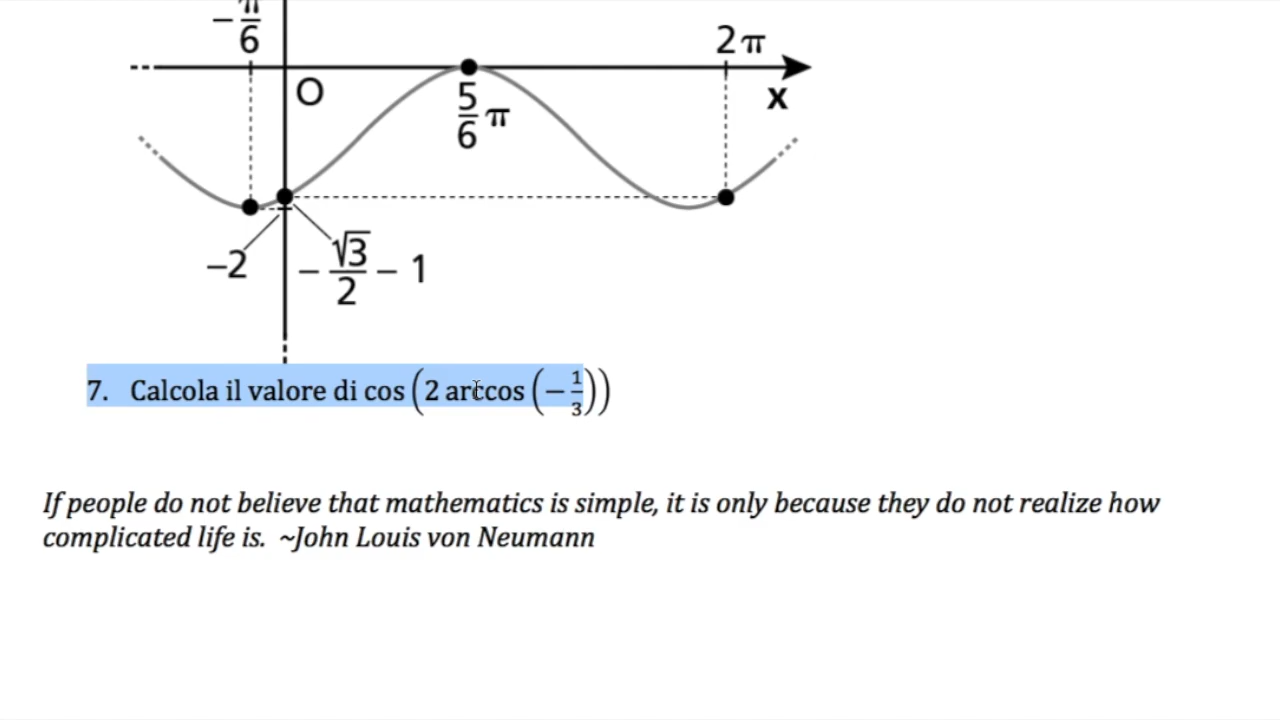 −π/6
2π
O
5/6 π
x
−2
−√3/2 − 1
7. Calcola il valore di cos (2 arccos (−1/3))
If people do not believe that mathematics is simple, it is only because they do not realize how
complicated life is. ~John Louis von Neumann